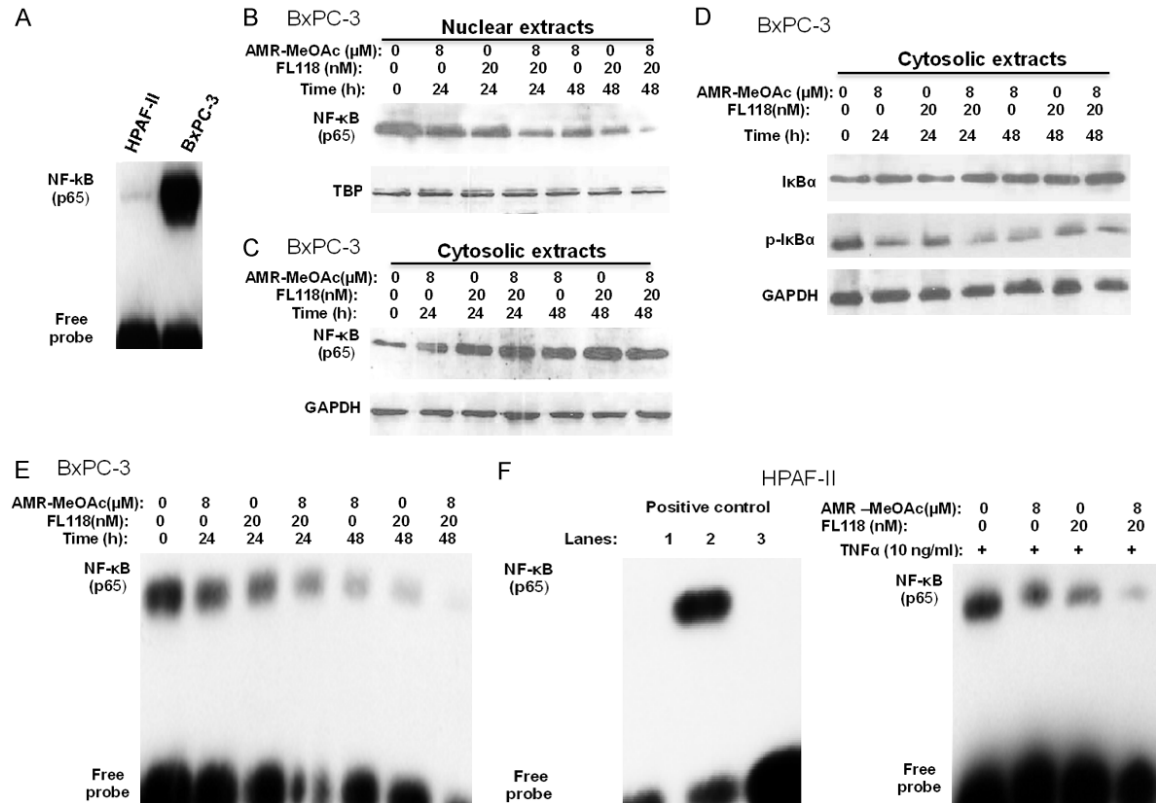 A
HPAF-II
BxPC-3
NF-kB
(p65)
Free
probe
B BxPC-3
Nuclear extracts
AMR-MeOAc (µM): 0 8 0 8 8 0 8
FL118 (nM): 0 0 20 20 0 20 20
Time (h): 0 24 24 24 48 48 48
NF-κB
(p65)
TBP
C BxPC-3
Cytosolic extracts
AMR-MeOAc(µM): 0 8 0 8 8 0 8
FL118(nM): 0 0 20 20 0 20 20
Time (h): 0 24 24 24 48 48 48
NF-κB
(p65)
GAPDH
D BxPC-3
Cytosolic extracts
AMR-MeOAc (µM): 0 8 0 8 8 0 8
FL118(nM): 0 0 20 20 0 20 20
Time (h): 0 24 24 24 48 48 48
IκBα
p-IκBα
GAPDH
E BxPC-3
AMR-MeOAc(µM): 0 8 0 8 8 0 8
FL118(nM): 0 0 20 20 0 20 20
Time (h): 0 24 24 24 48 48 48
NF-κB
(p65)
Free
probe
F HPAF-II
Positive control
Lanes: 1 2 3
NF-κB
(p65)
Free
probe
AMR –MeOAc(µM): 0 8 0 8
FL118 (nM): 0 0 20 20
TNFα (10 ng/ml): + + + +
NF-κB
(p65)
Free
probe